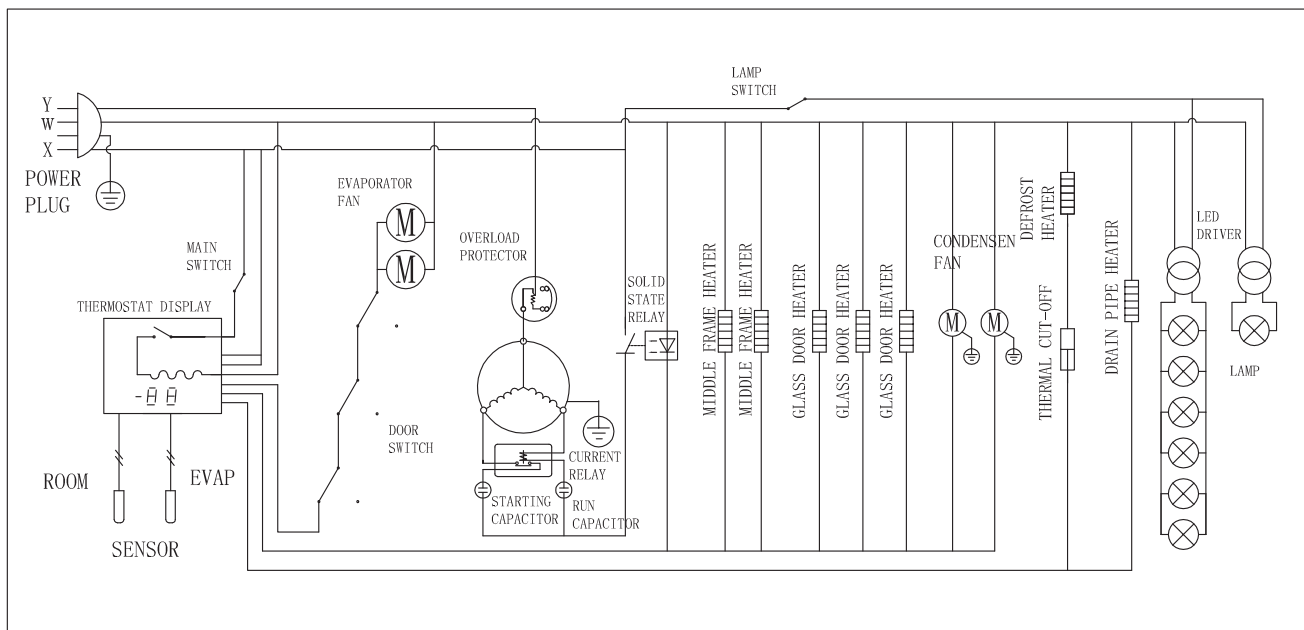 LAMP
SWITCH
Y
W
X
POWER
PLUG
EVAPORATOR
FAN
MAIN
SWITCH
OVERLOAD
PROTECTOR
THERMOSTAT DISPLAY
-88
ROOM
EVAP
SENSOR
M
M
DOOR
SWITCH
CURRENT
RELAY
STARTING
CAPACITOR
RUN
CAPACITOR
SOLID
STATE
RELAY
MIDDLE FRAME HEATER
MIDDLE FRAME HEATER
GLASS DOOR HEATER
GLASS DOOR HEATER
GLASS DOOR HEATER
CONDENSEN
FAN
M
M
DEFROST
HEATER
THERMAL CUT-OFF
DRAIN PIPE HEATER
LED
DRIVER
LAMP